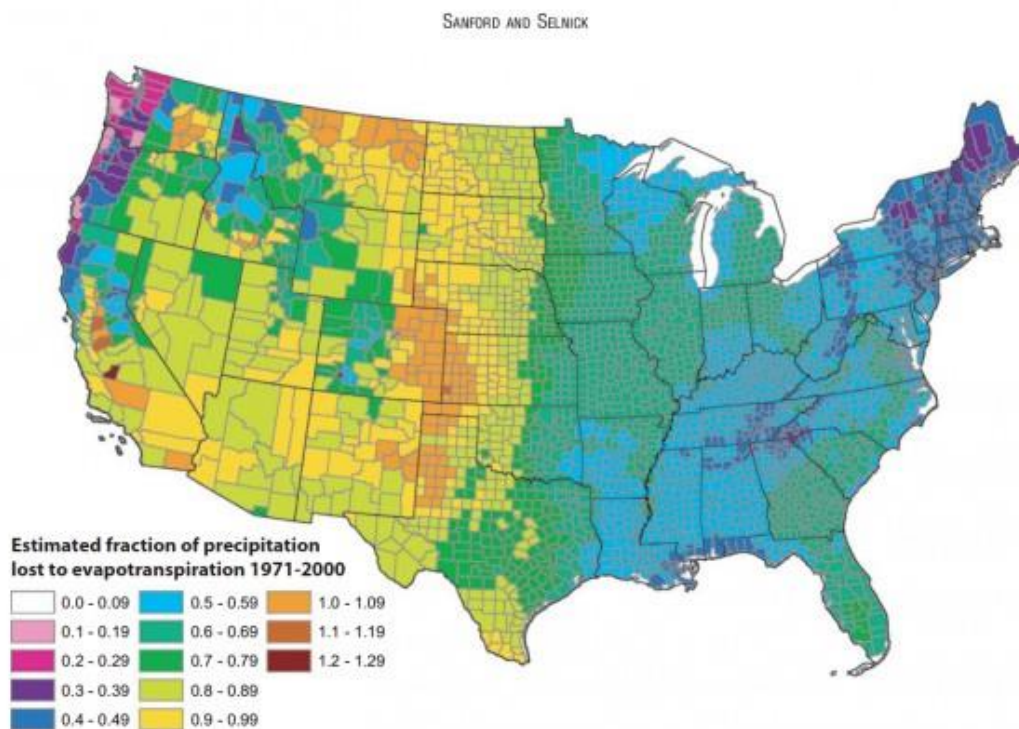 SANFORD AND SELNICK
Estimated fraction of precipitation
lost to evapotranspiration 1971-2000
0.0 - 0.09
0.5 - 0.59
1.0 - 1.09
0.1 - 0.19
0.6 - 0.69
1.1 - 1.19
0.2 - 0.29
0.7 - 0.79
1.2 - 1.29
0.3 - 0.39
0.8 - 0.89
0.4 - 0.49
0.9 - 0.99